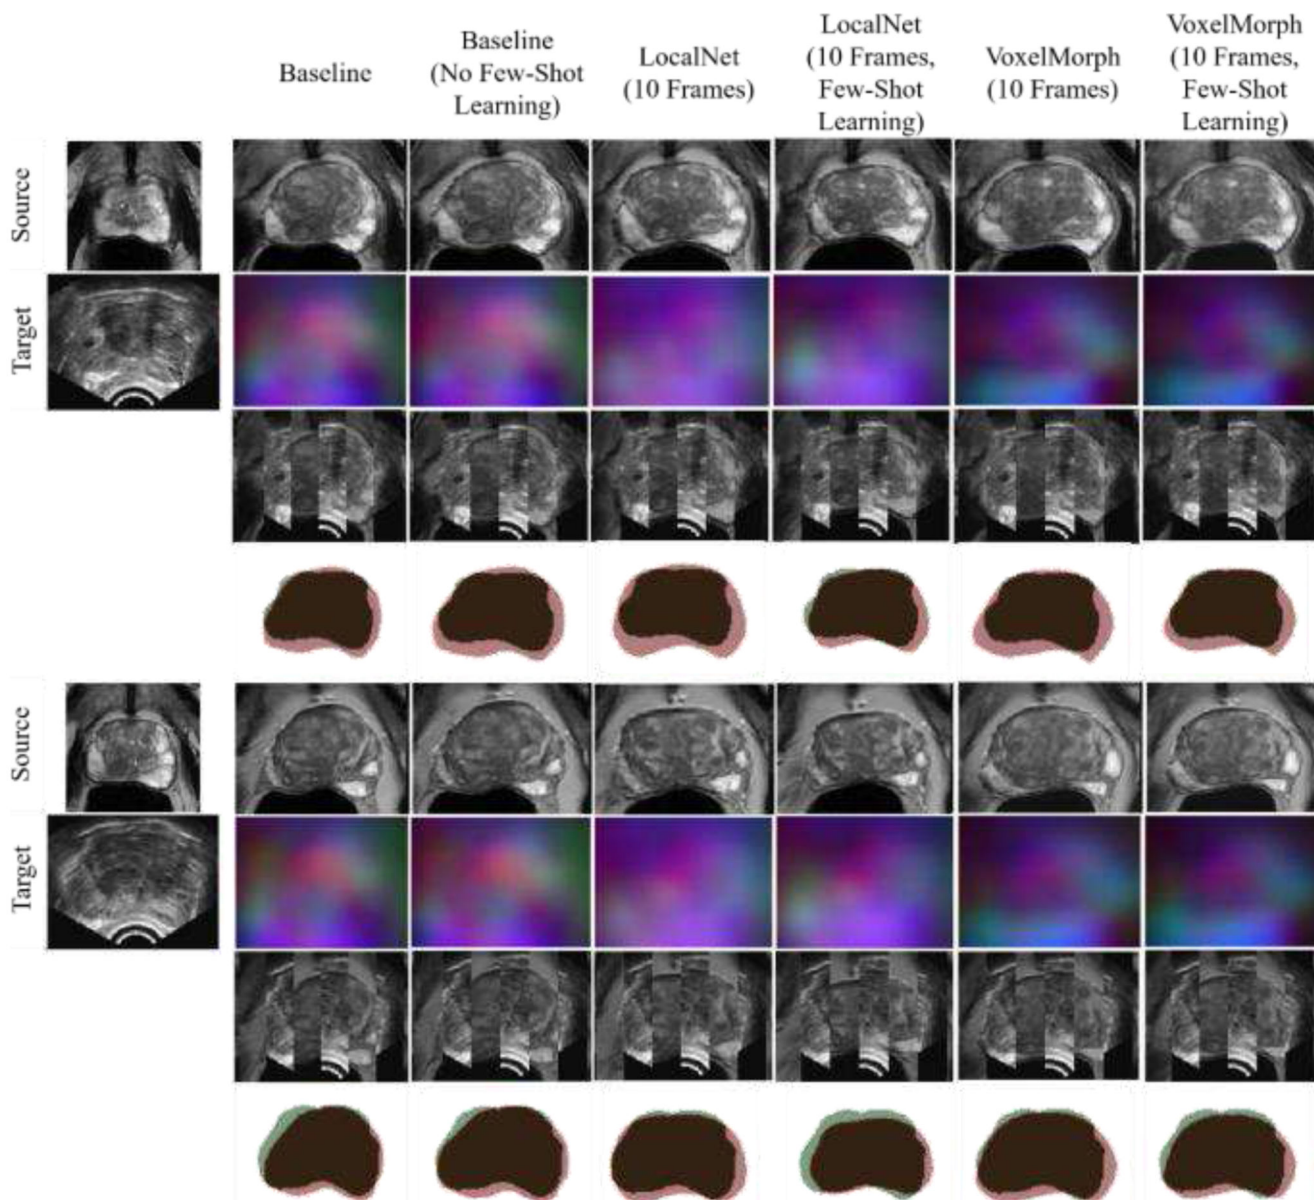 Baseline
Baseline
(No Few-Shot
Learning)
LocalNet
(10 Frames)
LocalNet
(10 Frames,
Few-Shot
Learning)
VoxelMorph
(10 Frames)
VoxelMorph
(10 Frames,
Few-Shot
Learning)
Source
Target
Source
Target